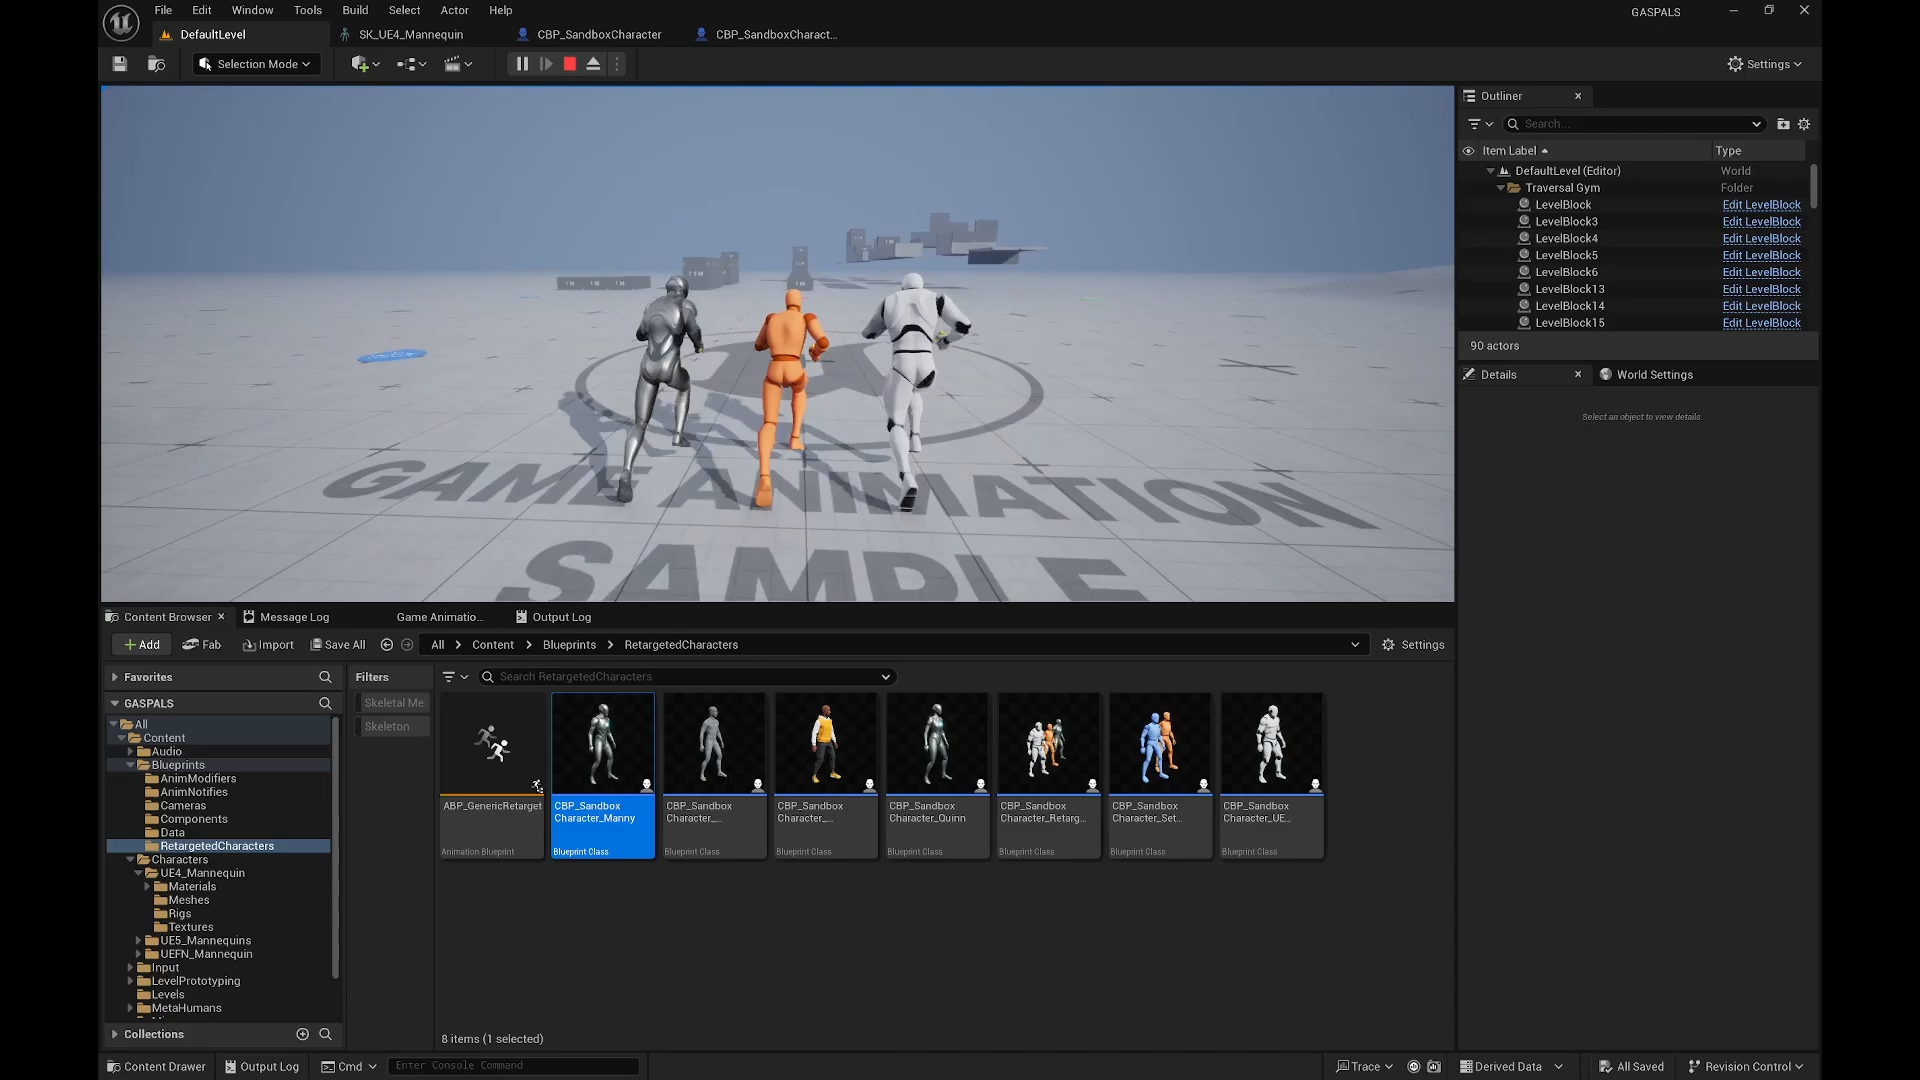 File Edit Window Tools Build Select Actor Help
GASPALS
DefaultLevel SK_UE4_Mannequin CBP_SandboxCharacter CBP_SandboxCharact...
Selection Mode
Settings
GAME ANIMATION
SAMPLE
Outliner
Search...
Item Label Type
DefaultLevel (Editor) World
Traversal Gym Folder
LevelBlock Edit LevelBlock
LevelBlock3 Edit LevelBlock
LevelBlock4 Edit LevelBlock
LevelBlock5 Edit LevelBlock
LevelBlock6 Edit LevelBlock
LevelBlock13 Edit LevelBlock
LevelBlock14 Edit LevelBlock
LevelBlock15 Edit LevelBlock
90 actors
Details World Settings
Select an object to view details.
Content Browser Message Log Game Animatio... Output Log
+ Add Fab Import Save All All > Content > Blueprints > RetargetedCharacters Settings
Favorites
GASPALS
All
Content
Audio
Blueprints
AnimModifiers
AnimNotifies
Cameras
Components
Data
RetargetedCharacters
Characters
UE4_Mannequin
Materials
Meshes
Rigs
Textures
UE5_Mannequins
UEFN_Mannequin
Input
LevelPrototyping
Levels
MetaHumans
Collections
Filters
Skeletal Me
Skeleton
Search RetargetedCharacters
ABP_GenericRetarget
Animation Blueprint
CBP_Sandbox
Character_Manny
Blueprint Class
CBP_Sandbox
Character_...
Blueprint Class
CBP_Sandbox
Character_...
Blueprint Class
CBP_Sandbox
Character_Quinn
Blueprint Class
CBP_Sandbox
Character_Retarg...
Blueprint Class
CBP_Sandbox
Character_Set...
Blueprint Class
CBP_Sandbox
Character_UE...
Blueprint Class
8 items (1 selected)
Content Drawer Output Log Cmd Enter Console Command Trace Derived Data All Saved Revision Control